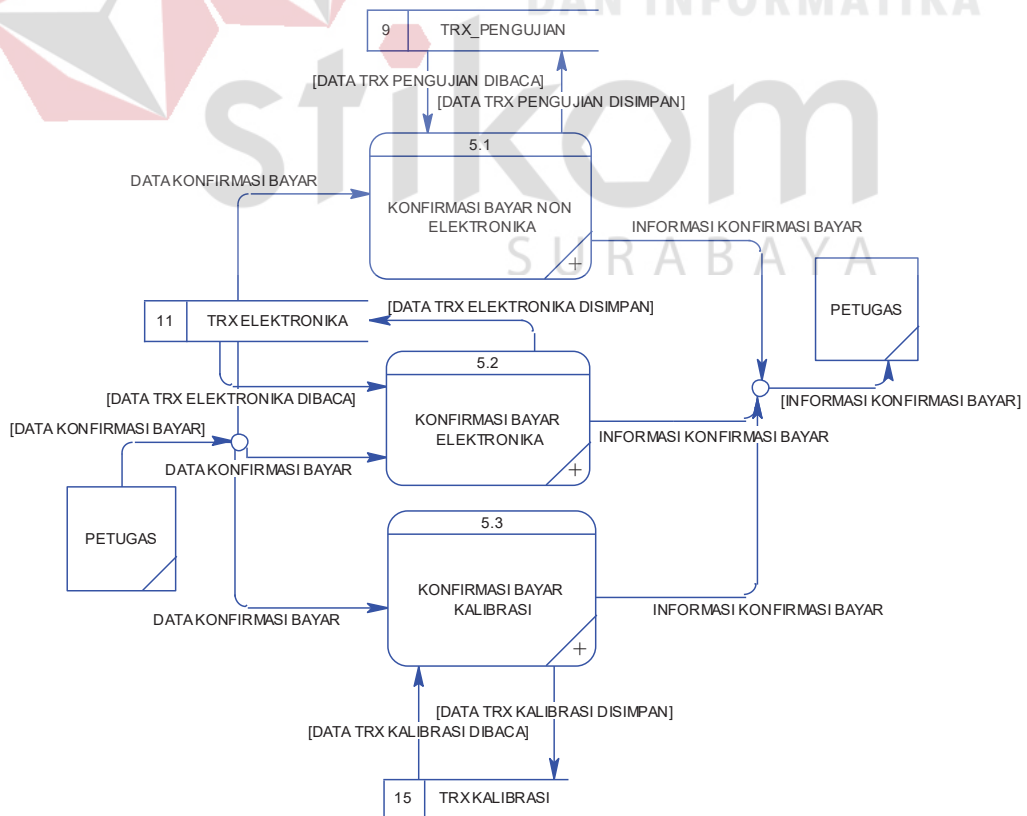 DAN INFORMATIKA
9 TRX_PENGUJIAN
[DATA TRX PENGUJIAN DIBACA]
[DATA TRX PENGUJIAN DISIMPAN]
stikom
SURABAYA
5.1
KONFIRMASI BAYAR NON
ELEKTRONIKA
DATA KONFIRMASI BAYAR
INFORMASI KONFIRMASI BAYAR
PETUGAS
11 TRX ELEKTRONIKA
[DATA TRX ELEKTRONIKA DISIMPAN]
5.2
KONFIRMASI BAYAR
ELEKTRONIKA
[DATA TRX ELEKTRONIKA DIBACA]
[INFORMASI KONFIRMASI BAYAR]
[DATA KONFIRMASI BAYAR]
INFORMASI KONFIRMASI BAYAR
DATA KONFIRMASI BAYAR
PETUGAS
5.3
KONFIRMASI BAYAR
KALIBRASI
DATA KONFIRMASI BAYAR
INFORMASI KONFIRMASI BAYAR
[DATA TRX KALIBRASI DISIMPAN]
[DATA TRX KALIBRASI DIBACA]
15 TRX KALIBRASI